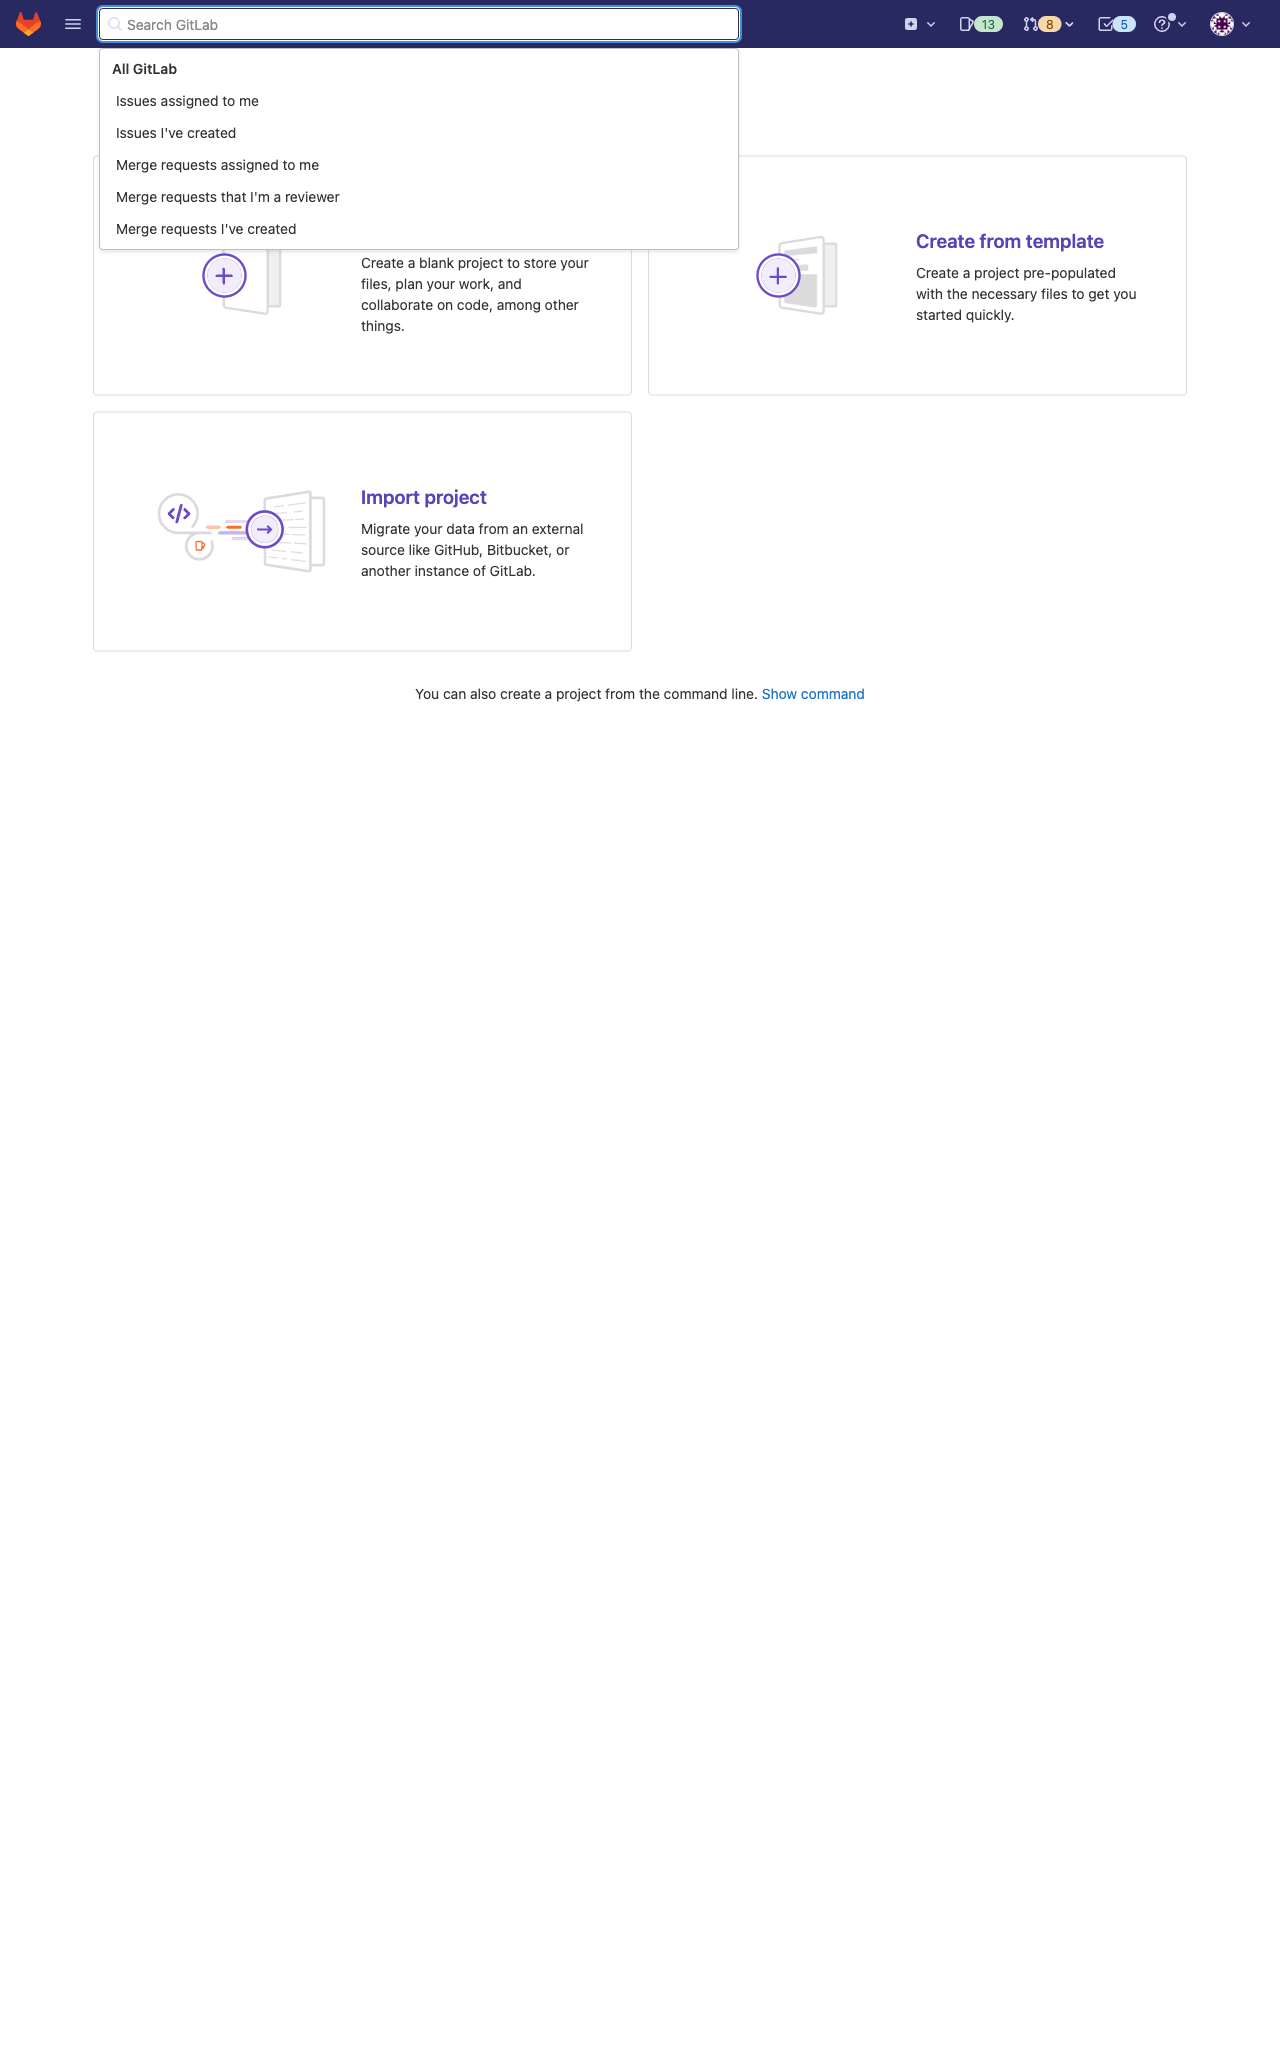 Search GitLab
13
8
5
All GitLab
Issues assigned to me
Issues I've created
Merge requests assigned to me
Merge requests that I'm a reviewer
Merge requests I've created
Create a blank project to store your
files, plan your work, and
collaborate on code, among other
things.
Create from template
Create a project pre-populated
with the necessary files to get you
started quickly.
Import project
Migrate your data from an external
source like GitHub, Bitbucket, or
another instance of GitLab.
You can also create a project from the command line. Show command